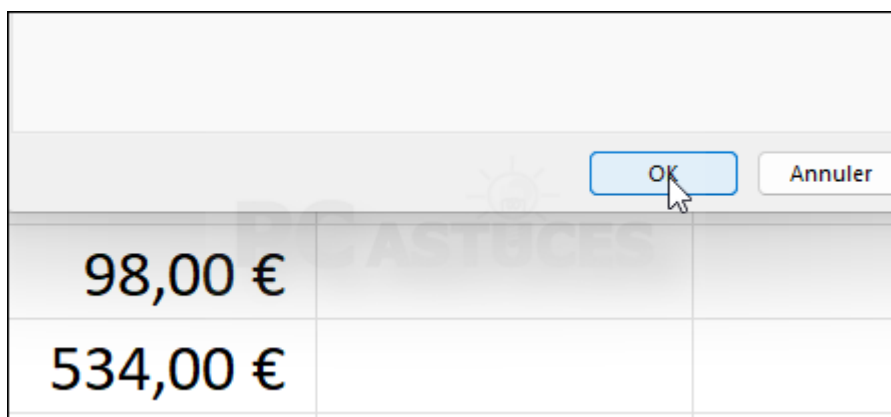 OK Annuler
PC ASTUCES
98,00 €
534,00 €